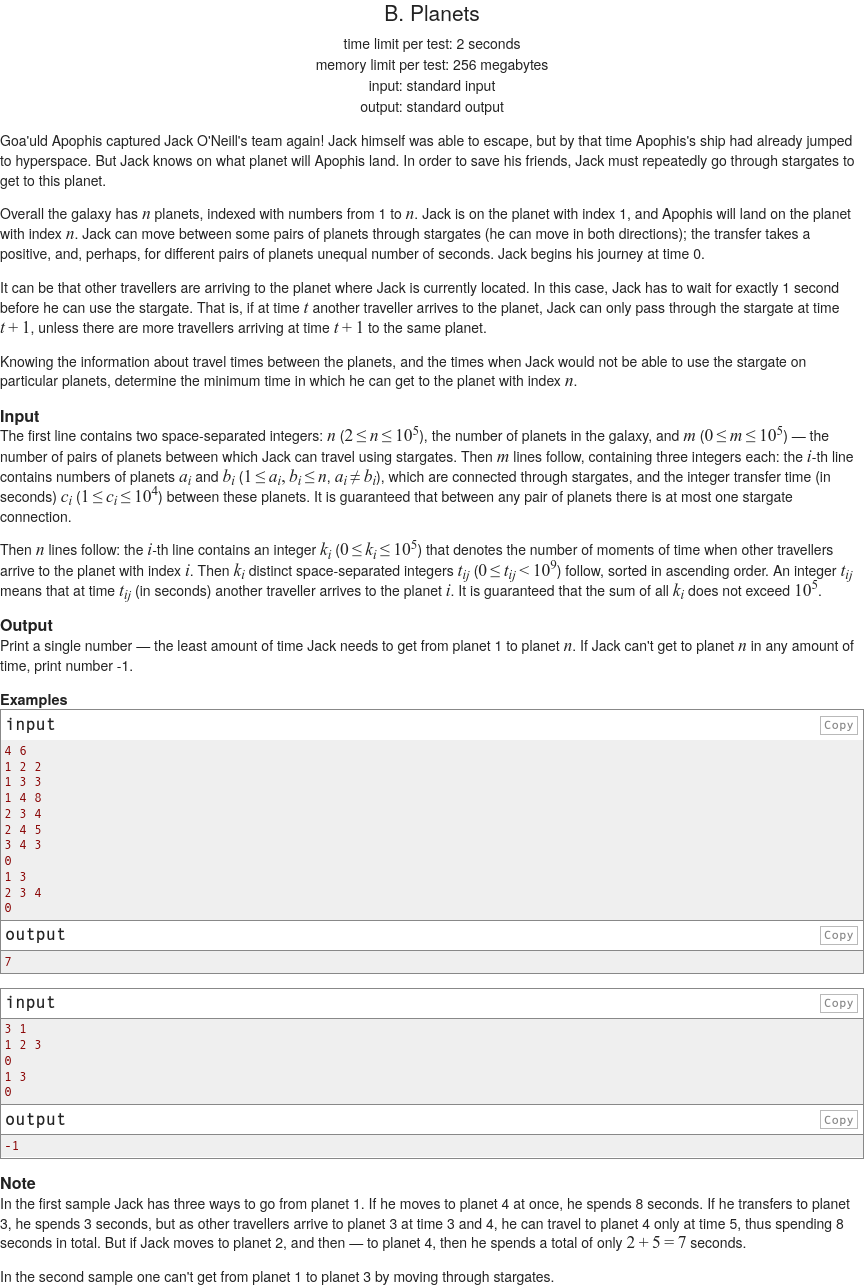 B. Planets
time limit per test: 2 seconds
memory limit per test: 256 megabytes
input: standard input
output: standard output
Goa'uld Apophis captured Jack O'Neill's team again! Jack himself was able to escape, but by that time Apophis's ship had already jumped
to hyperspace. But Jack knows on what planet will Apophis land. In order to save his friends, Jack must repeatedly go through stargates to
get to this planet.
Overall the galaxy has n planets, indexed with numbers from 1 to n. Jack is on the planet with index 1, and Apophis will land on the planet
with index n. Jack can move between some pairs of planets through stargates (he can move in both directions); the transfer takes a
positive, and, perhaps, for different pairs of planets unequal number of seconds. Jack begins his journey at time 0.
It can be that other travellers are arriving to the planet where Jack is currently located. In this case, Jack has to wait for exactly 1 second
before he can use the stargate. That is, if at time t another traveller arrives to the planet, Jack can only pass through the stargate at time
t + 1, unless there are more travellers arriving at time t + 1 to the same planet.
Knowing the information about travel times between the planets, and the times when Jack would not be able to use the stargate on
particular planets, determine the minimum time in which he can get to the planet with index n.
Input
The first line contains two space-separated integers: n (2 ≤ n ≤ 10^5), the number of planets in the galaxy, and m (0 ≤ m ≤ 10^5) — the
number of pairs of planets between which Jack can travel using stargates. Then m lines follow, containing three integers each: the i-th line
contains numbers of planets a_i and b_i (1 ≤ a_i, b_i ≤ n, a_i ≠ b_i), which are connected through stargates, and the integer transfer time (in
seconds) c_i (1 ≤ c_i ≤ 10^4) between these planets. It is guaranteed that between any pair of planets there is at most one stargate
connection.
Then n lines follow: the i-th line contains an integer k_i (0 ≤ k_i ≤ 10^5) that denotes the number of moments of time when other travellers
arrive to the planet with index i. Then k_i distinct space-separated integers t_ij (0 ≤ t_ij < 10^9) follow, sorted in ascending order. An integer t_ij
means that at time t_ij (in seconds) another traveller arrives to the planet i. It is guaranteed that the sum of all k_i does not exceed 10^5.
Output
Print a single number — the least amount of time Jack needs to get from planet 1 to planet n. If Jack can't get to planet n in any amount of
time, print number -1.
Examples
input
Copy
4 6
1 2 2
1 3 3
1 4 8
2 3 4
2 4 5
3 4 3
0
1 3
2 3 4
0
output
Copy
7
input
Copy
3 1
1 2 3
0
1 3
0
output
Copy
-1
Note
In the first sample Jack has three ways to go from planet 1. If he moves to planet 4 at once, he spends 8 seconds. If he transfers to planet
3, he spends 3 seconds, but as other travellers arrive to planet 3 at time 3 and 4, he can travel to planet 4 only at time 5, thus spending 8
seconds in total. But if Jack moves to planet 2, and then — to planet 4, then he spends a total of only 2 + 5 = 7 seconds.
In the second sample one can't get from planet 1 to planet 3 by moving through stargates.